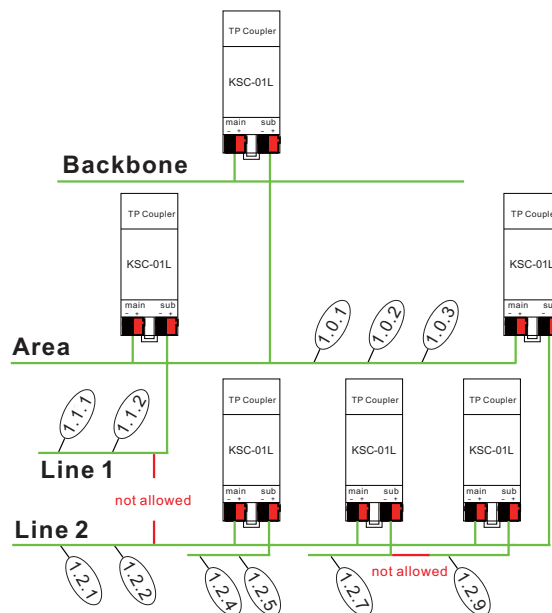 TP Coupler
KSC-01L
main sub
- + - +
Backbone
TP Coupler
KSC-01L
main sub
- + - +
TP Coupler
KSC-01L
main sub
- + - +
Area
1.0.1
1.0.2
1.0.3
1.1.1
1.1.2
Line 1
not allowed
TP Coupler
KSC-01L
main sub
- + - +
TP Coupler
KSC-01L
main sub
- + - +
TP Coupler
KSC-01L
main sub
- + - +
Line 2
1.2.1
1.2.2
1.2.4
1.2.5
1.2.7
not allowed
1.2.9